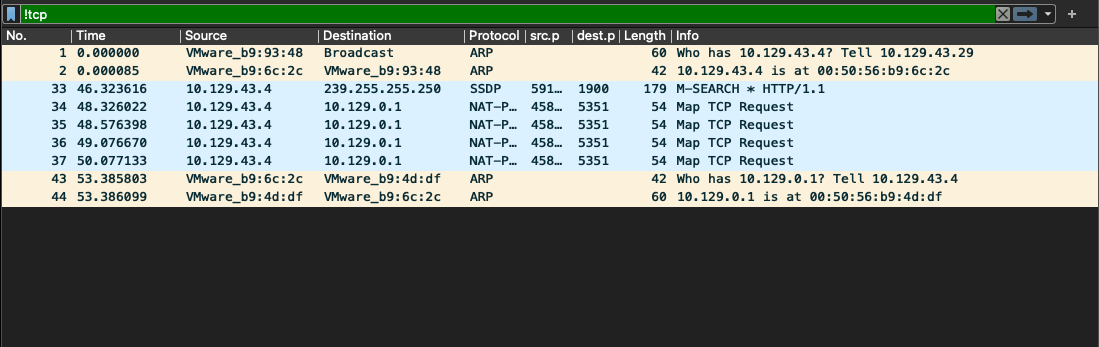 !tcp
No. Time Source Destination Protocol src.p dest.p Length Info
1 0.000000 VMware_b9:93:48 Broadcast ARP 60 Who has 10.129.43.4? Tell 10.129.43.29
2 0.000085 VMware_b9:6c:2c VMware_b9:93:48 ARP 42 10.129.43.4 is at 00:50:56:b9:6c:2c
33 46.323616 10.129.43.4 239.255.255.250 SSDP 591… 1900 179 M-SEARCH * HTTP/1.1
34 48.326022 10.129.43.4 10.129.0.1 NAT-P… 458… 5351 54 Map TCP Request
35 48.576398 10.129.43.4 10.129.0.1 NAT-P… 458… 5351 54 Map TCP Request
36 49.076670 10.129.43.4 10.129.0.1 NAT-P… 458… 5351 54 Map TCP Request
37 50.077133 10.129.43.4 10.129.0.1 NAT-P… 458… 5351 54 Map TCP Request
43 53.385803 VMware_b9:6c:2c VMware_b9:4d:df ARP 42 Who has 10.129.0.1? Tell 10.129.43.4
44 53.386099 VMware_b9:4d:df VMware_b9:6c:2c ARP 60 10.129.0.1 is at 00:50:56:b9:4d:df